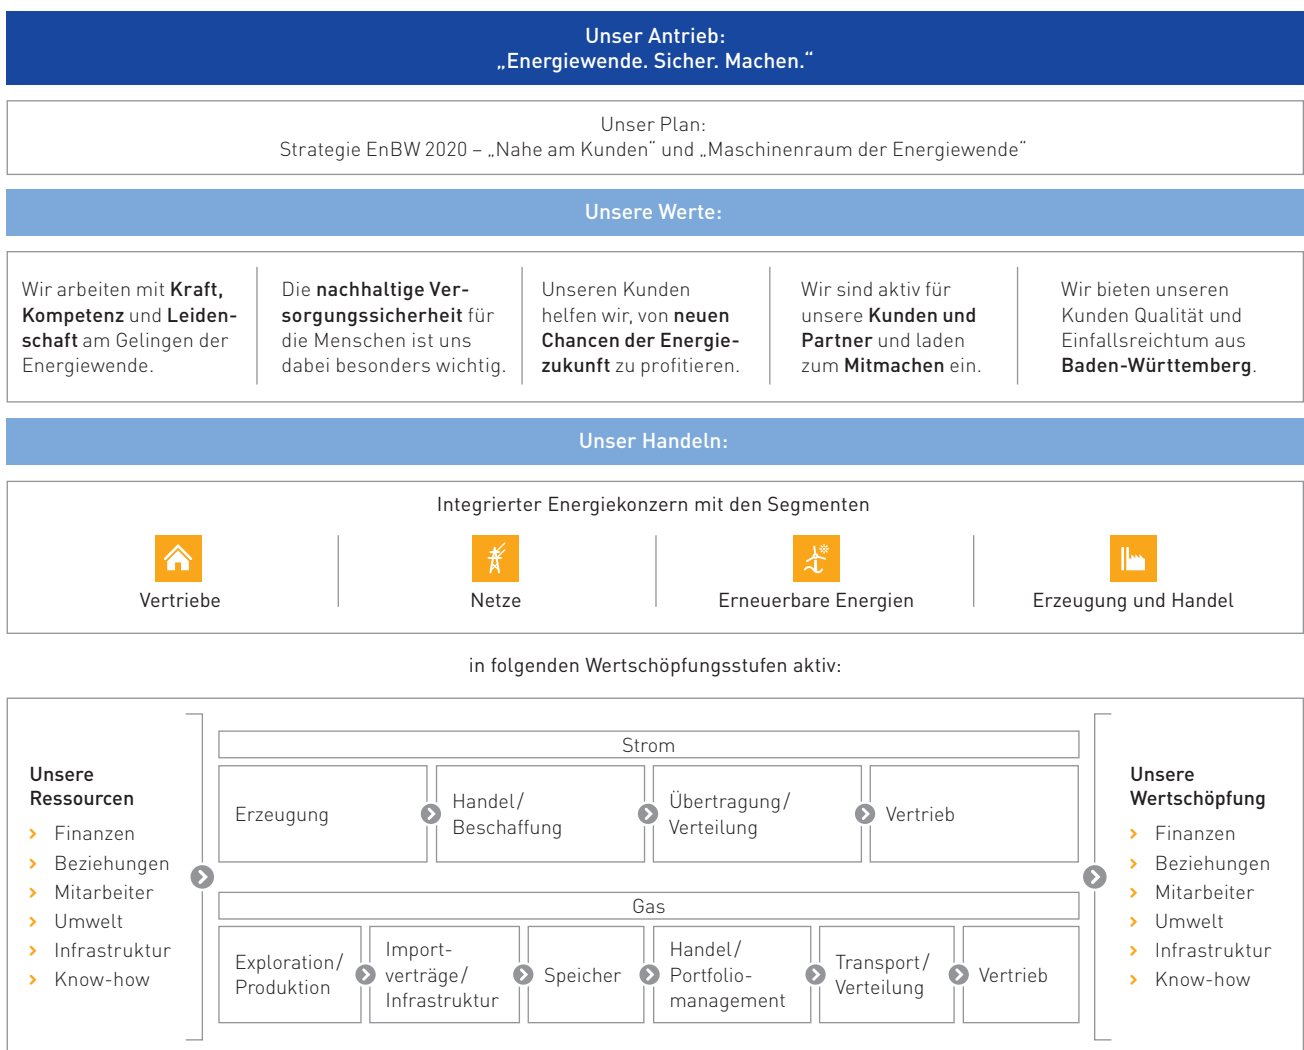 Unser Antrieb:
„Energiewende. Sicher. Machen.“
Unser Plan:
Strategie EnBW 2020 – „Nahe am Kunden“ und „Maschinenraum der Energiewende“
Unsere Werte:
Wir arbeiten mit Kraft,
Kompetenz und Leiden-
schaft am Gelingen der
Energiewende.
Die nachhaltige Ver-
sorgungssicherheit für
die Menschen ist uns
dabei besonders wichtig.
Unseren Kunden
helfen wir, von neuen
Chancen der Energie-
zukunft zu profitieren.
Wir sind aktiv für
unsere Kunden und
Partner und laden
zum Mitmachen ein.
Wir bieten unseren
Kunden Qualität und
Einfallsreichtum aus
Baden-Württemberg.
Unser Handeln:
Integrierter Energiekonzern mit den Segmenten
Vertriebe
Netze
Erneuerbare Energien
Erzeugung und Handel
in folgenden Wertschöpfungsstufen aktiv:
Unsere
Ressourcen
Finanzen
Beziehungen
Mitarbeiter
Umwelt
Infrastruktur
Know-how
Strom
Erzeugung
Handel/
Beschaffung
Übertragung/
Verteilung
Vertrieb
Gas
Exploration/
Produktion
Import-
verträge/
Infrastruktur
Speicher
Handel/
Portfolio-
management
Transport/
Verteilung
Vertrieb
Unsere
Wertschöpfung
Finanzen
Beziehungen
Mitarbeiter
Umwelt
Infrastruktur
Know-how